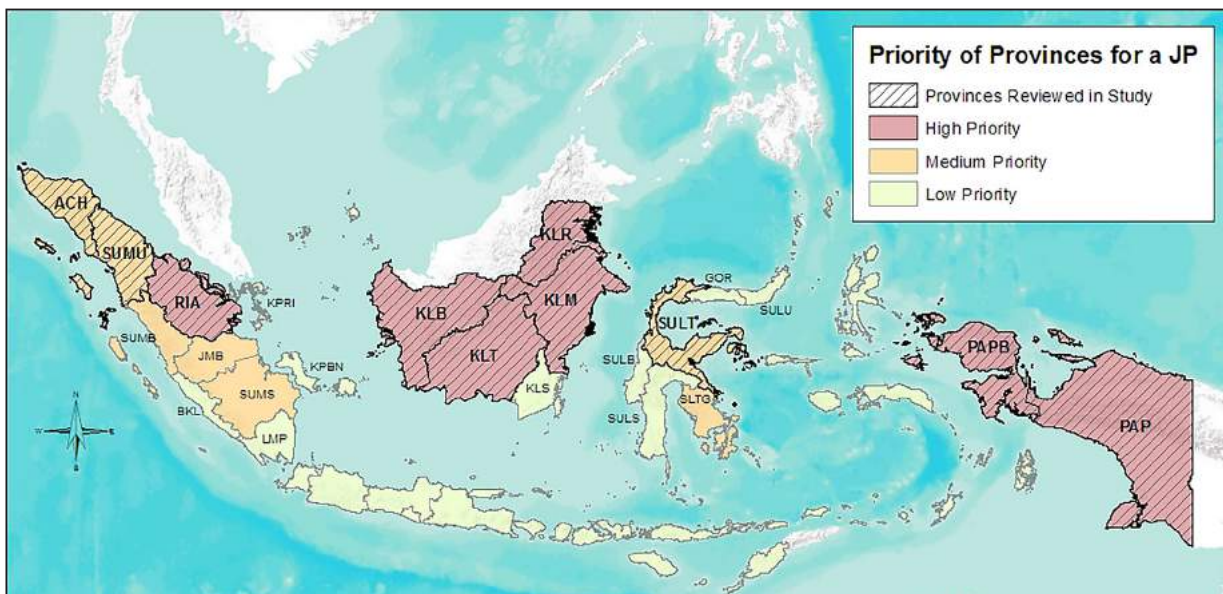 Priority of Provinces for a JP
Provinces Reviewed in Study
High Priority
Medium Priority
Low Priority
ACH
SUMU
RIA
KPRI
SUMB
JMB
KPBN
SUMS
BKL
LMP
KLR
KLB
KLM
KLT
KLS
GOR
SULU
SULT
SULB
SLTG
SULS
PAPB
PAP
N
W
E
S